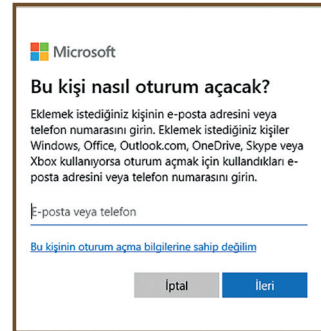 Microsoft
Bu kişi nasıl oturum açacak?
Eklemek istediğiniz kişinin e-posta adresini veya
telefon numarasını girin. Eklemek istediğiniz kişiler
Windows, Office, Outlook.com, OneDrive, Skype veya
Xbox kullanıyorsa oturum açmak için kullandıkları e-
posta adresini veya telefon numarasını girin.
E-posta veya telefon
Bu kişinin oturum açma bilgilerine sahip değilim
İptal İleri